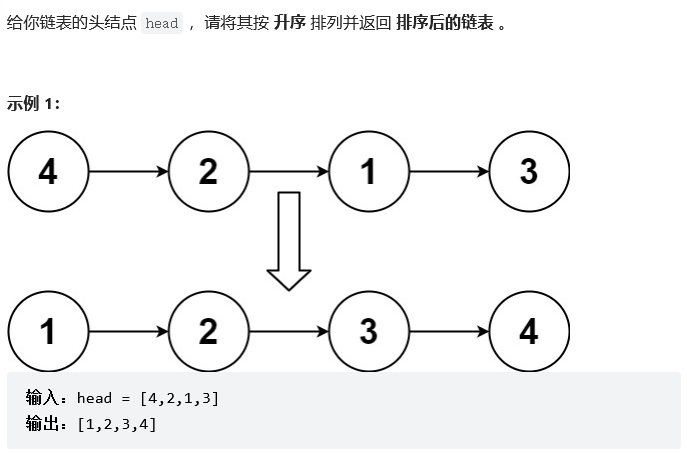 给你链表的头结点 head ，请将其按 升序 排列并返回 排序后的链表 。
示例 1：
4 2 1 3
1 2 3 4
输入：head = [4,2,1,3]
输出：[1,2,3,4]